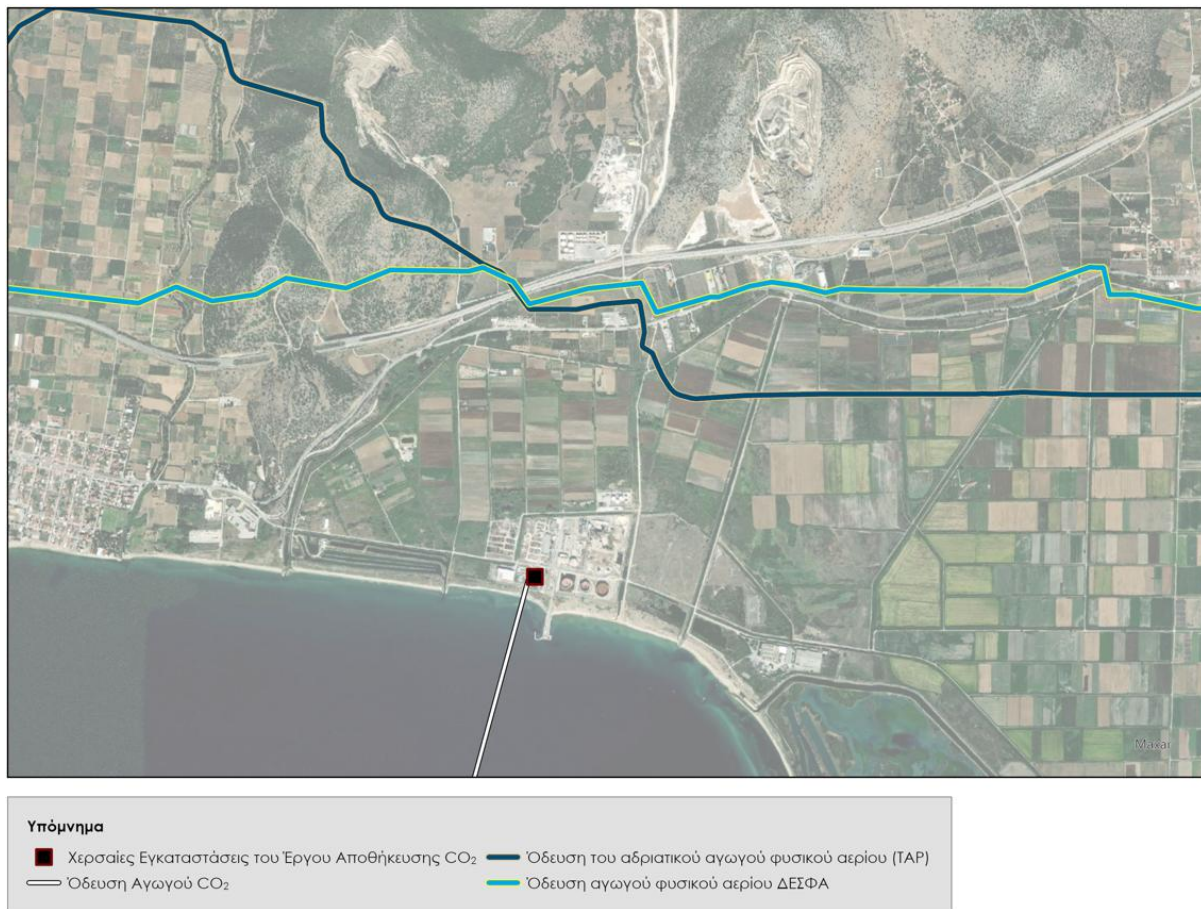 Maxar
Υπόμνημα
Χερσαίες Εγκαταστάσεις του Έργου Αποθήκευσης CO₂
Όδευση Αγωγού CO₂
Όδευση του αδριατικού αγωγού φυσικού αερίου (TAP)
Όδευση αγωγού φυσικού αερίου ΔΕΣΦΑ